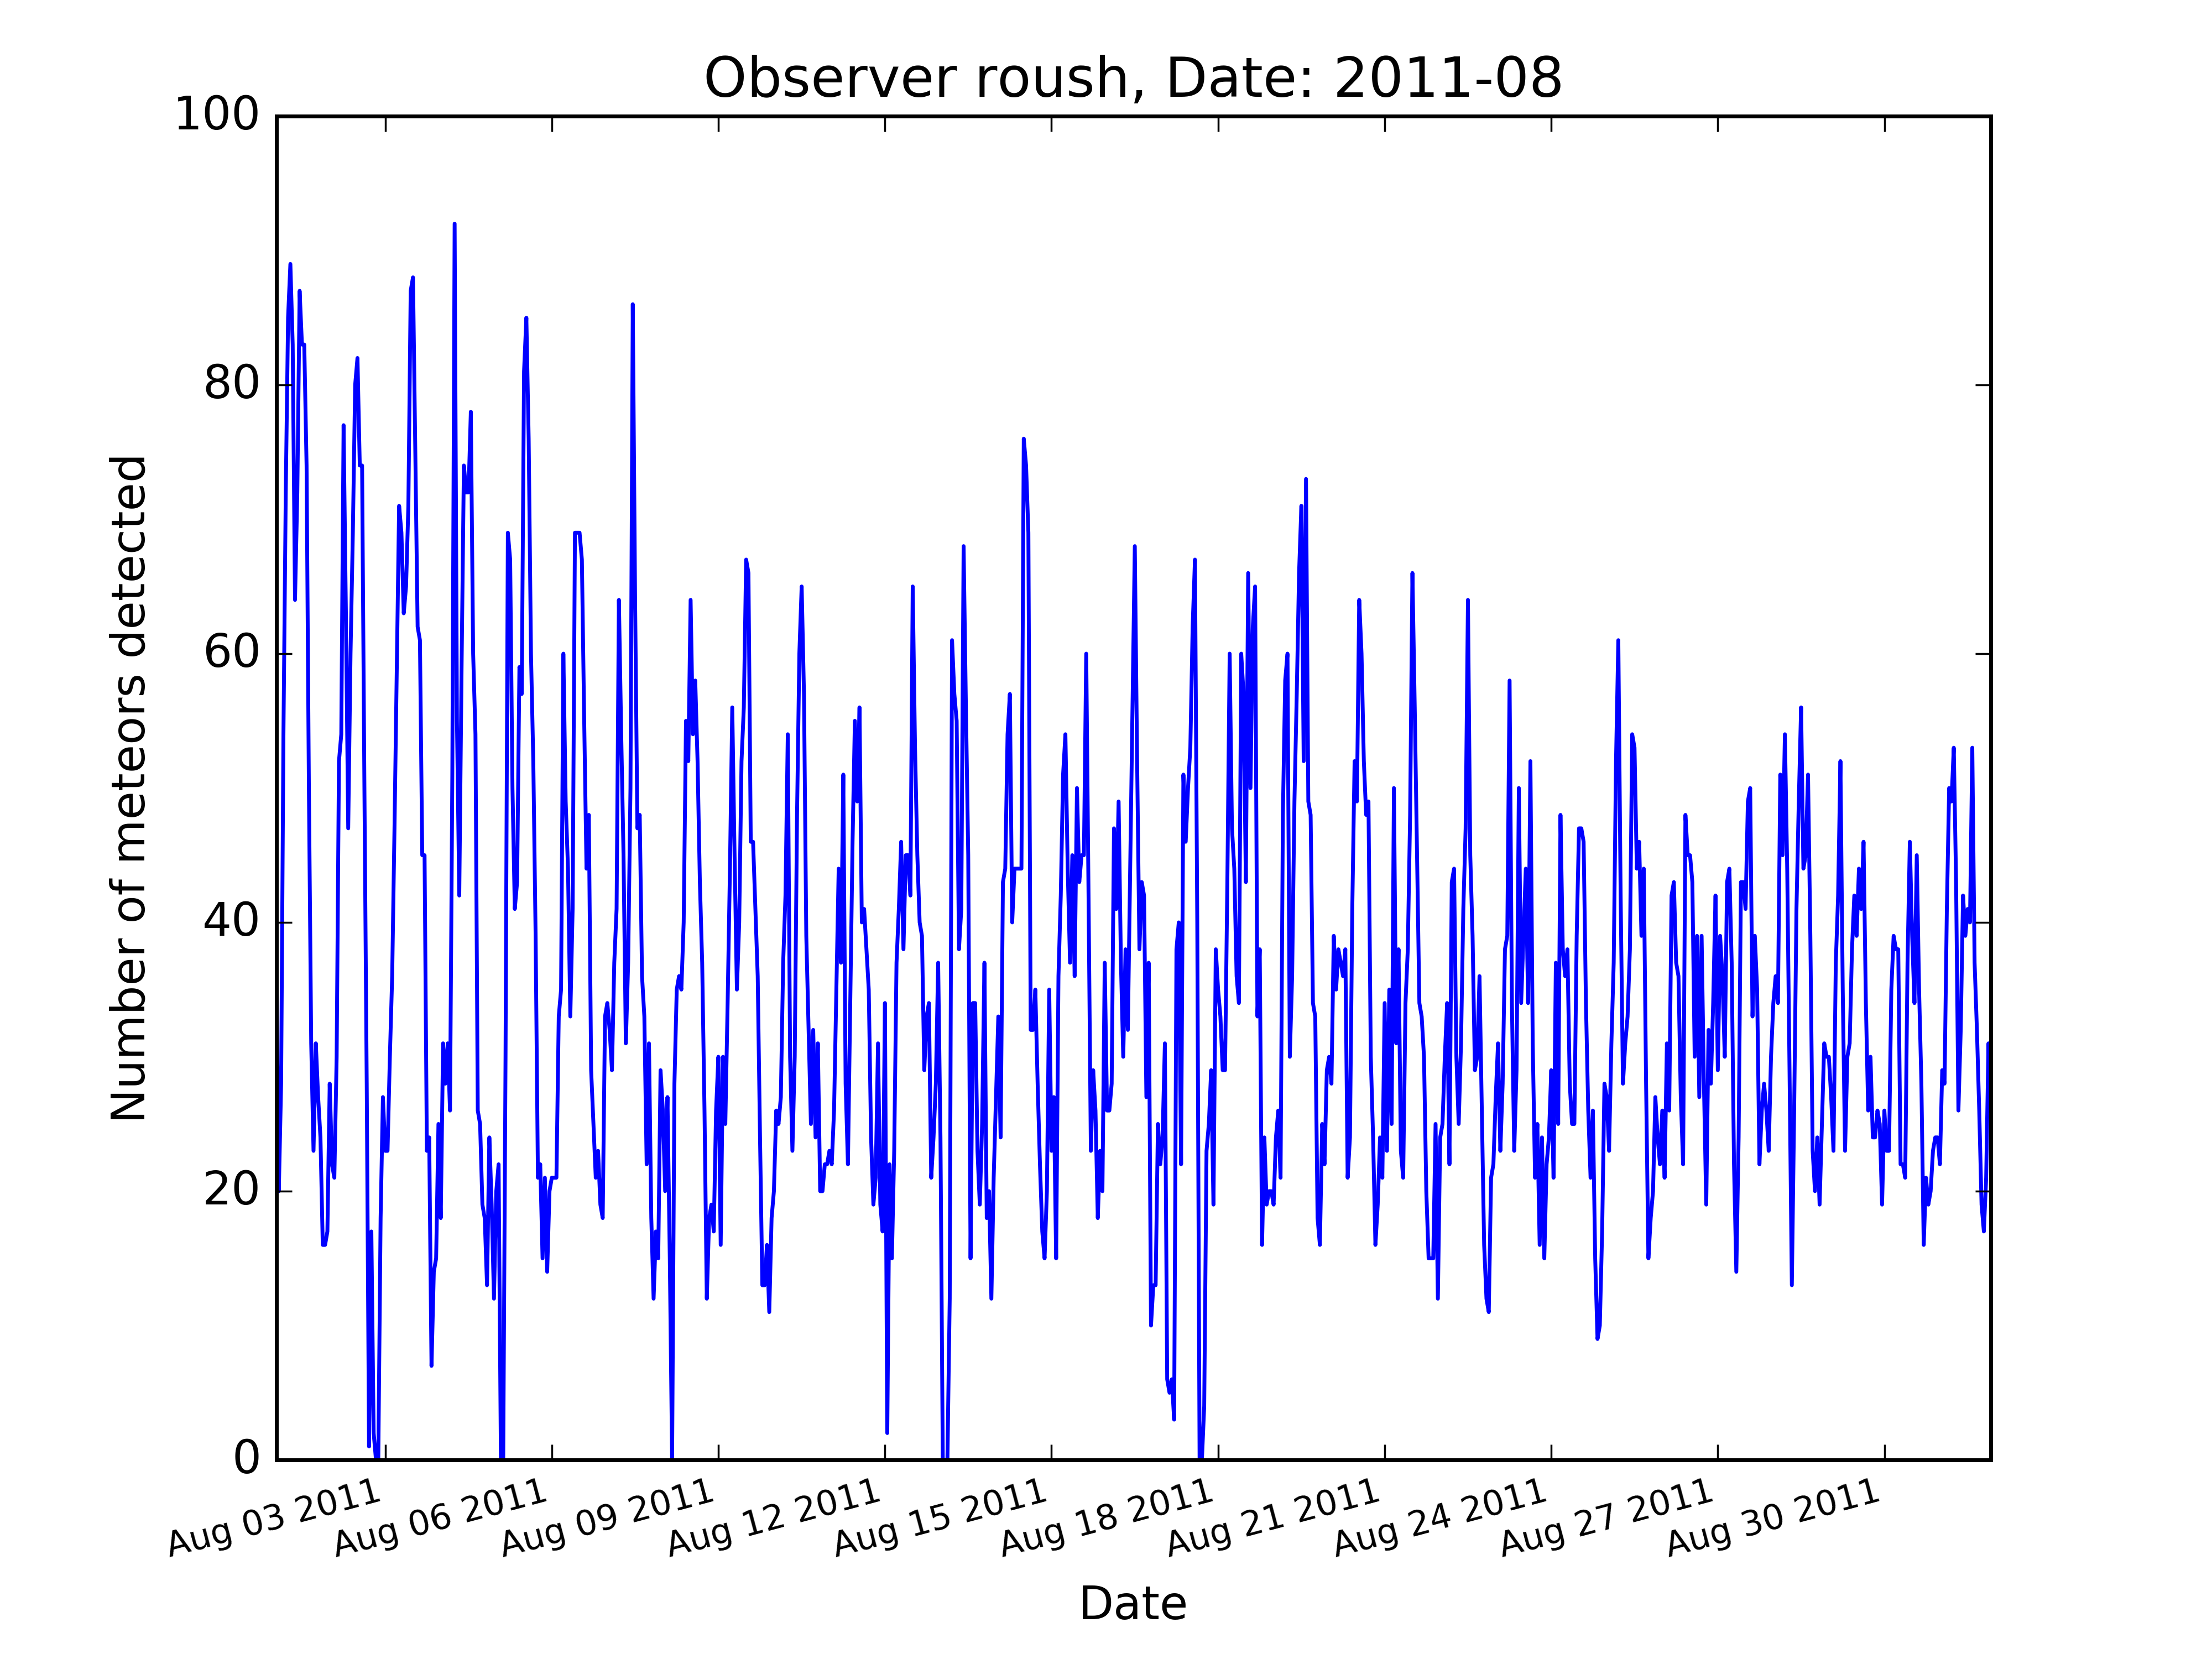 Observer roush, Date: 2011-08
100
80
60
40
20
0
Number of meteors detected
Aug 03 2011
Aug 06 2011
Aug 09 2011
Aug 12 2011
Aug 15 2011
Aug 18 2011
Aug 21 2011
Aug 24 2011
Aug 27 2011
Aug 30 2011
Date